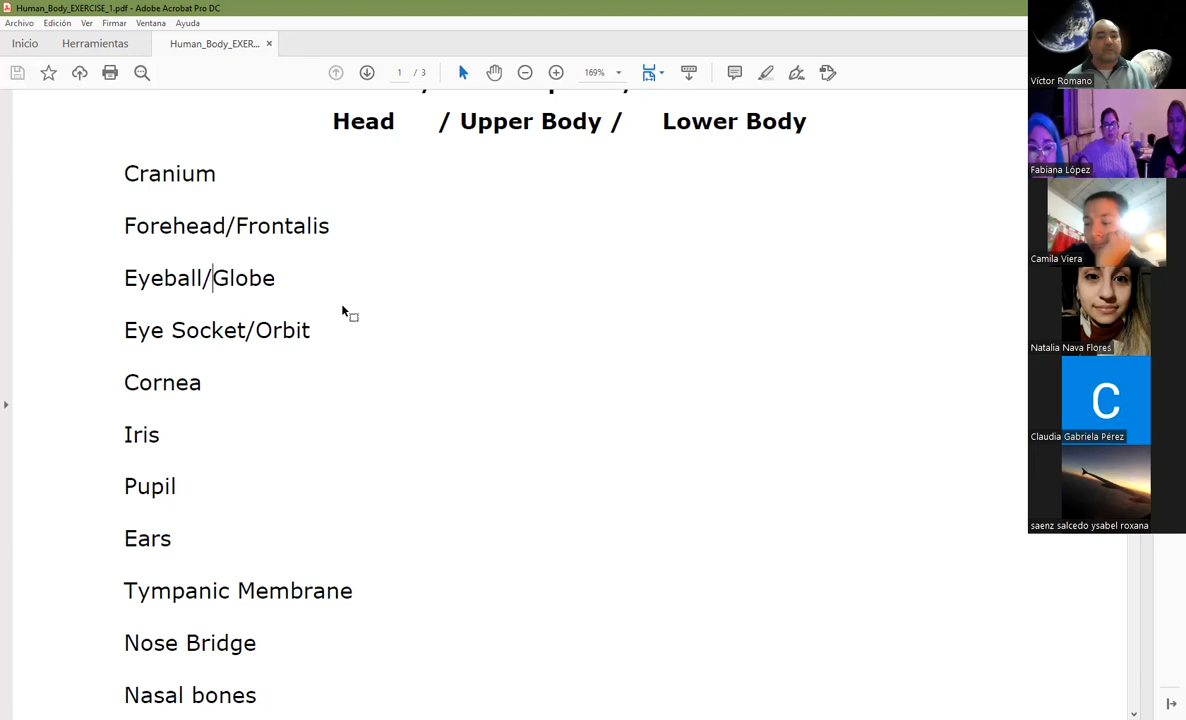 Human_Body_EXERCISE_1.pdf - Adobe Acrobat Pro DC
Archivo Edición Ver Firmar Ventana Ayuda
Inicio Herramientas Human_Body_EXER... ×
1 / 3 169%
Head / Upper Body / Lower Body
Cranium
Forehead/Frontalis
Eyeball/Globe
Eye Socket/Orbit
Cornea
Iris
Pupil
Ears
Tympanic Membrane
Nose Bridge
Nasal bones
Víctor Romano
Fabiana López
Camila Viera
Natalia Nava Flores
C
Claudia Gabriela Pérez
saenz salcedo ysabel roxana